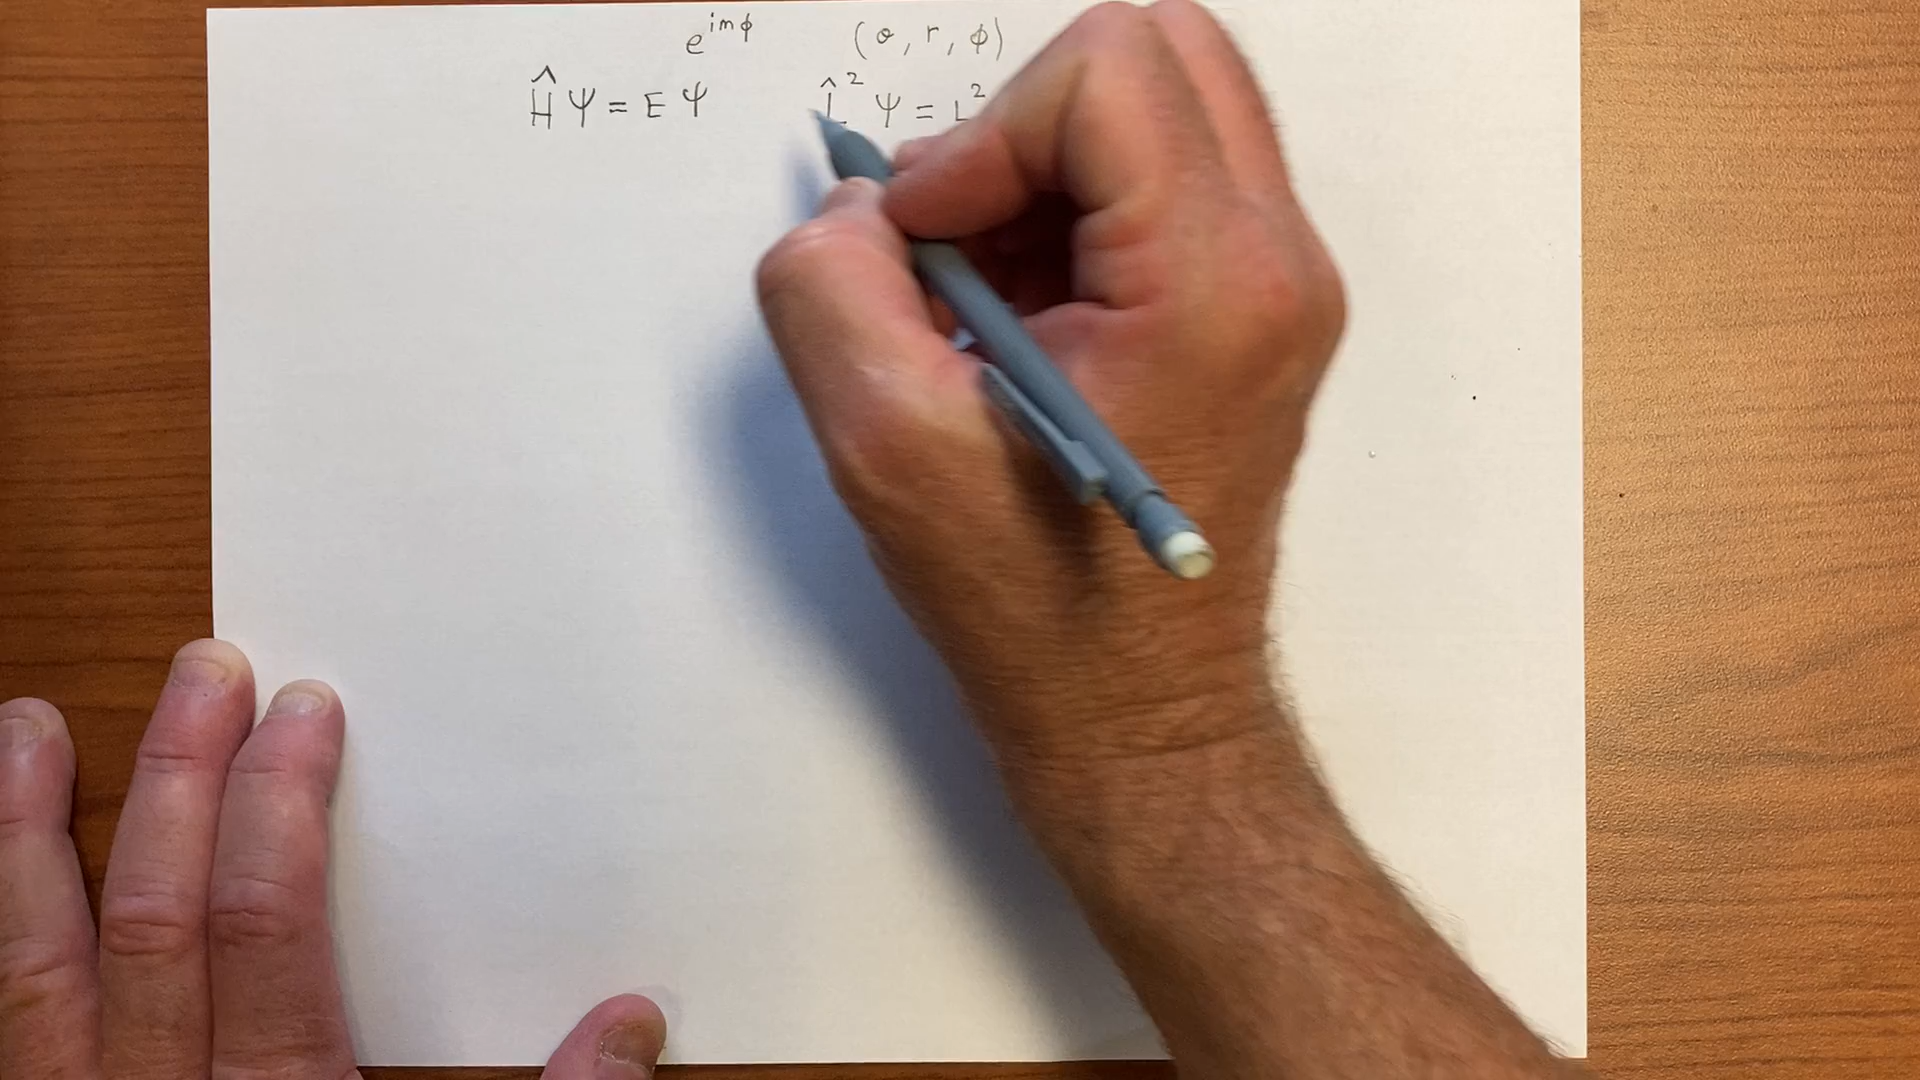 e^{imϕ} (θ, r, ϕ)
Ĥ Ψ = E Ψ L̂² Ψ = L²